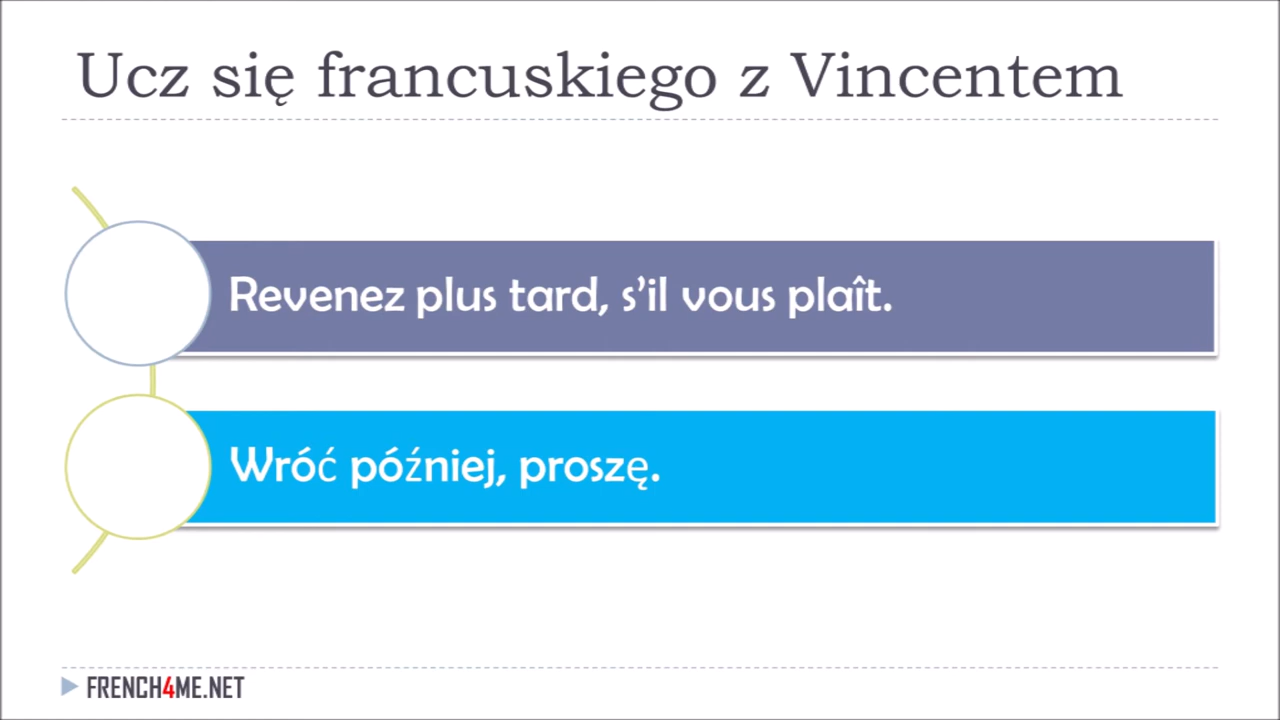 Ucz się francuskiego z Vincentem
Revenez plus tard, s’il vous plaît.
Wróć później, proszę.
FRENCH4ME.NET